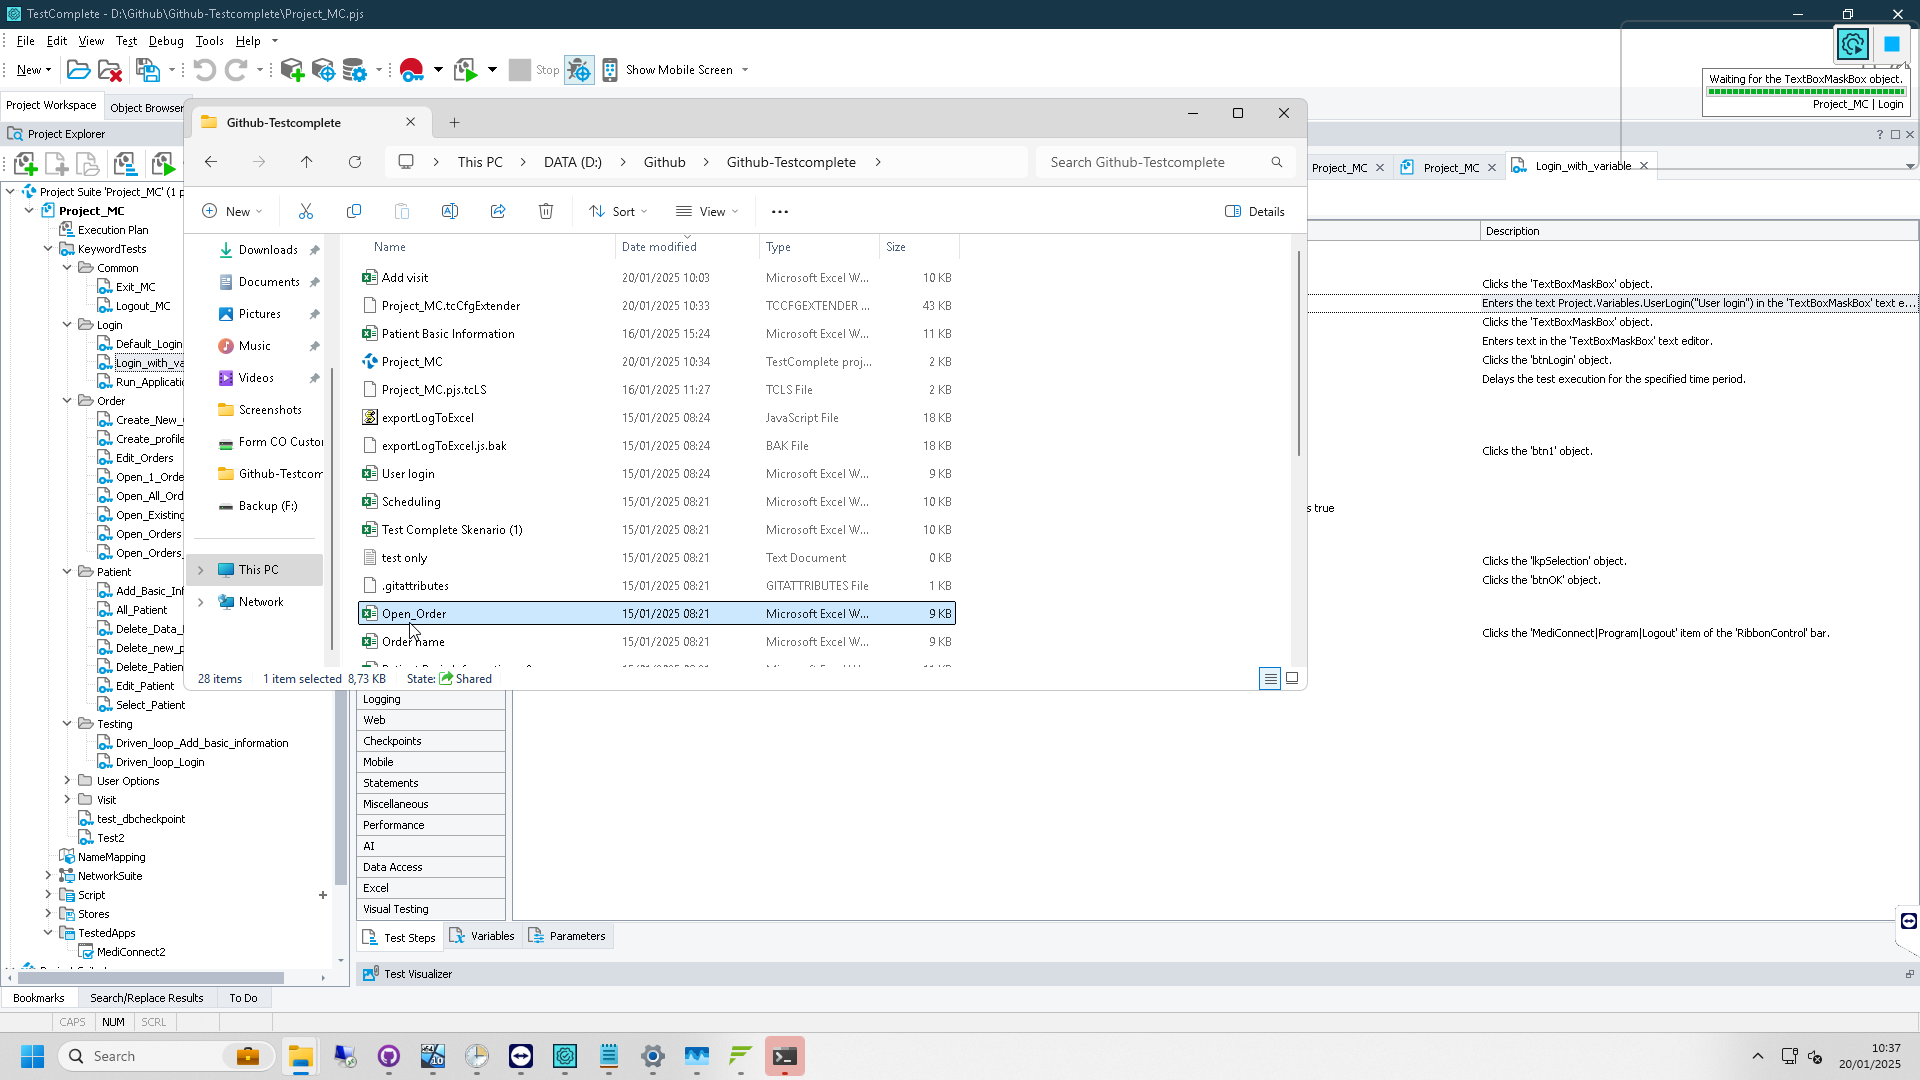 TestComplete - D:\Github\Github-Testcomplete\Project_MC.pjs
File Edit View Test Debug Tools Help
New Stop Show Mobile Screen
Waiting for the TextBoxMaskBox object.
Project_MC | Login
Project Workspace Object Browser
Project Explorer
Project_MC Project_MC Login_with_variable
Project Suite 'Project_MC' (1 p
Project_MC
Execution Plan
KeywordTests
Common
Exit_MC
Logout_MC
Login
Default_Login
Login_with_va
Run_Applicatio
Order
Create_New_
Create_profile
Edit_Orders
Open_1_Orde
Open_All_Ord
Open_Existing
Open_Orders
Open_Orders_
Patient
Add_Basic_Inf
All_Patient
Delete_Data_
Delete_new_p
Delete_Patien
Edit_Patient
Select_Patient
Testing
Driven_loop_Add_basic_information
Driven_loop_Login
User Options
Visit
test_dbcheckpoint
Test2
NameMapping
NetworkSuite
Script
Stores
TestedApps
MediConnect2
Github-Testcomplete
This PC > DATA (D:) > Github > Github-Testcomplete >
Search Github-Testcomplete
New Sort View Details
Downloads
Documents
Pictures
Music
Videos
Screenshots
Form CO Custor
Github-Testcom
Backup (F:)
This PC
Network
Name Date modified Type Size
Add visit 20/01/2025 10:03 Microsoft Excel W... 10 KB
Project_MC.tcCfgExtender 20/01/2025 10:33 TCCFGEXTENDER ... 43 KB
Patient Basic Information 16/01/2025 15:24 Microsoft Excel W... 11 KB
Project_MC 20/01/2025 10:34 TestComplete proj... 2 KB
Project_MC.pjs.tcLS 16/01/2025 11:27 TCLS File 2 KB
exportLogToExcel 15/01/2025 08:24 JavaScript File 18 KB
exportLogToExcel.js.bak 15/01/2025 08:24 BAK File 18 KB
User login 15/01/2025 08:24 Microsoft Excel W... 9 KB
Scheduling 15/01/2025 08:21 Microsoft Excel W... 10 KB
Test Complete Skenario (1) 15/01/2025 08:21 Microsoft Excel W... 10 KB
test only 15/01/2025 08:21 Text Document 0 KB
.gitattributes 15/01/2025 08:21 GITATTRIBUTES File 1 KB
Open_Order 15/01/2025 08:21 Microsoft Excel W... 9 KB
Order name 15/01/2025 08:21 Microsoft Excel W... 9 KB
28 items 1 item selected 8,73 KB State: Shared
Description
Clicks the 'TextBoxMaskBox' object.
Enters the text Project.Variables.UserLogin("User login") in the 'TextBoxMaskBox' text e...
Clicks the 'TextBoxMaskBox' object.
Enters text in the 'TextBoxMaskBox' text editor.
Clicks the 'btnLogin' object.
Delays the test execution for the specified time period.
Clicks the 'btn1' object.
s true
Clicks the 'lkpSelection' object.
Clicks the 'btnOK' object.
Clicks the 'MediConnect|Program|Logout' item of the 'RibbonControl' bar.
Logging
Web
Checkpoints
Mobile
Statements
Miscellaneous
Performance
AI
Data Access
Excel
Visual Testing
Test Steps Variables Parameters
Test Visualizer
Bookmarks Search/Replace Results To Do
CAPS NUM SCRL
Search
10:37
20/01/2025